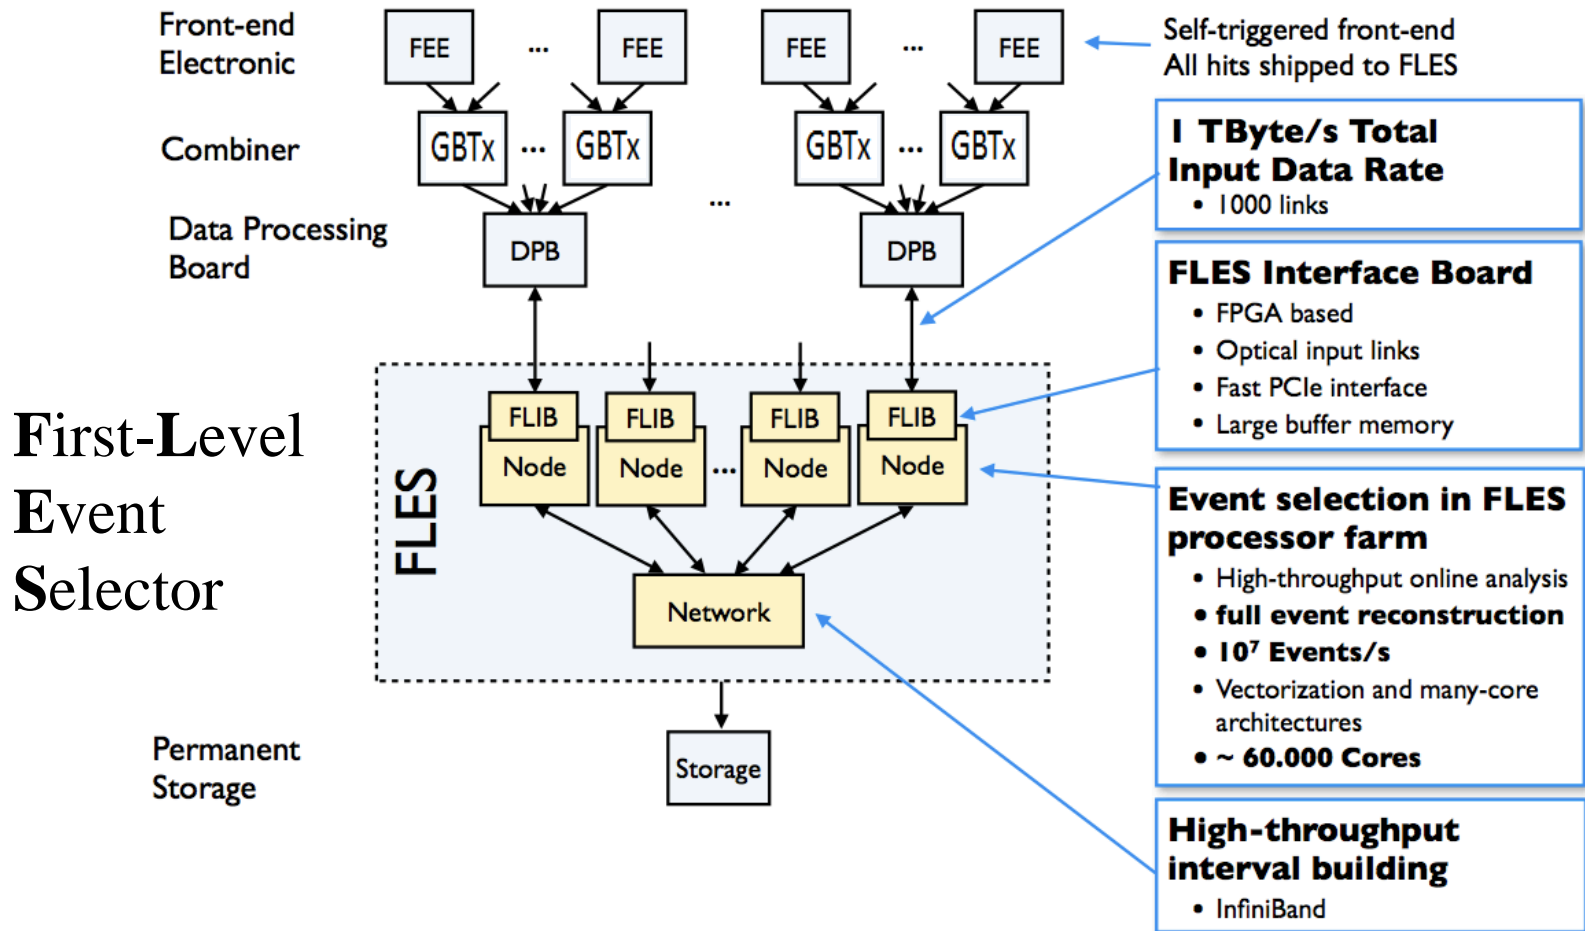 Front-end
Electronic
FEE
...
FEE
FEE
...
FEE
Self-triggered front-end
All hits shipped to FLES
Combiner
GBTx
...
GBTx
GBTx
...
GBTx
...
Data Processing
Board
DPB
DPB
1 TByte/s Total
Input Data Rate
• 1000 links
FLES Interface Board
• FPGA based
• Optical input links
• Fast PCIe interface
• Large buffer memory
First-Level
Event
Selector
FLES
FLIB
FLIB
FLIB
FLIB
Node
Node
...
Node
Node
Network
Event selection in FLES
processor farm
• High-throughput online analysis
• full event reconstruction
• 10⁷ Events/s
• Vectorization and many-core
architectures
• ~ 60.000 Cores
Permanent
Storage
Storage
High-throughput
interval building
• InfiniBand